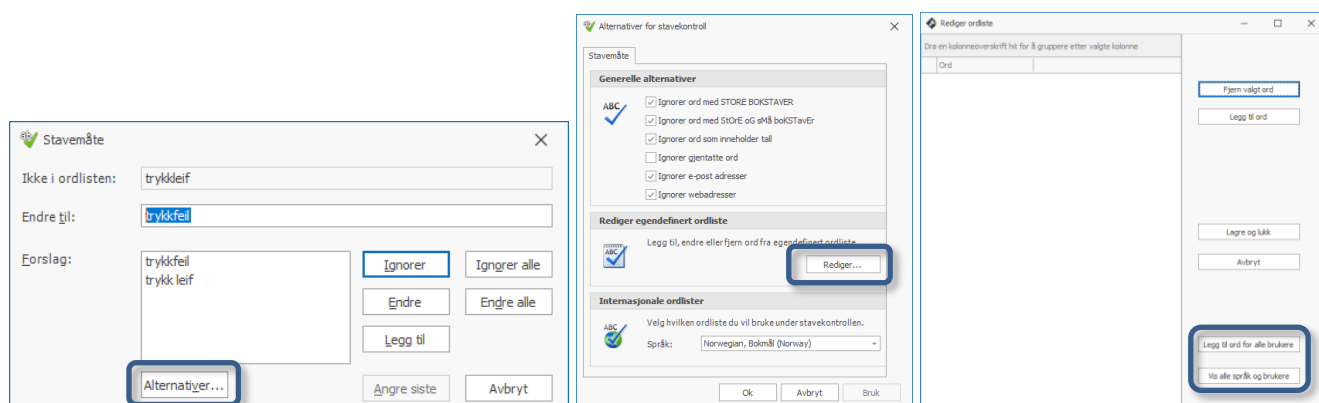 Stavemåte
Ikke i ordlisten:
trykkleif
Endre til:
trykkfeil
Forslag:
trykkfeil
trykk leif
Ignorer
Ignorer alle
Endre
Endre alle
Legg til
Alternativer...
Angre siste
Avbryt
Alternativer for stavekontroll
Stavemåte
Generelle alternativer
ABC
Ignorer ord med STORE BOKSTAVER
Ignorer ord med StOrE oG sMå boKSTavEr
Ignorer ord som inneholder tall
Ignorer gjentatte ord
Ignorer e-post adresser
Ignorer webadresser
Rediger egendefinert ordliste
ABC
Legg til, endre eller fjern ord fra egendefinert ordliste
Rediger...
Internasjonale ordlister
ABC
Velg hvilken ordliste du vil bruke under stavekontrollen.
Språk:
Norwegian, Bokmål (Norway)
Ok
Avbryt
Bruk
Rediger ordliste
Dra en kolonneoverskrift hit for å gruppere etter valgte kolonne
Ord
Fjern valgt ord
Legg til ord
Lagre og lukk
Avbryt
Legg til ord for alle brukere
Vis alle språk og brukere